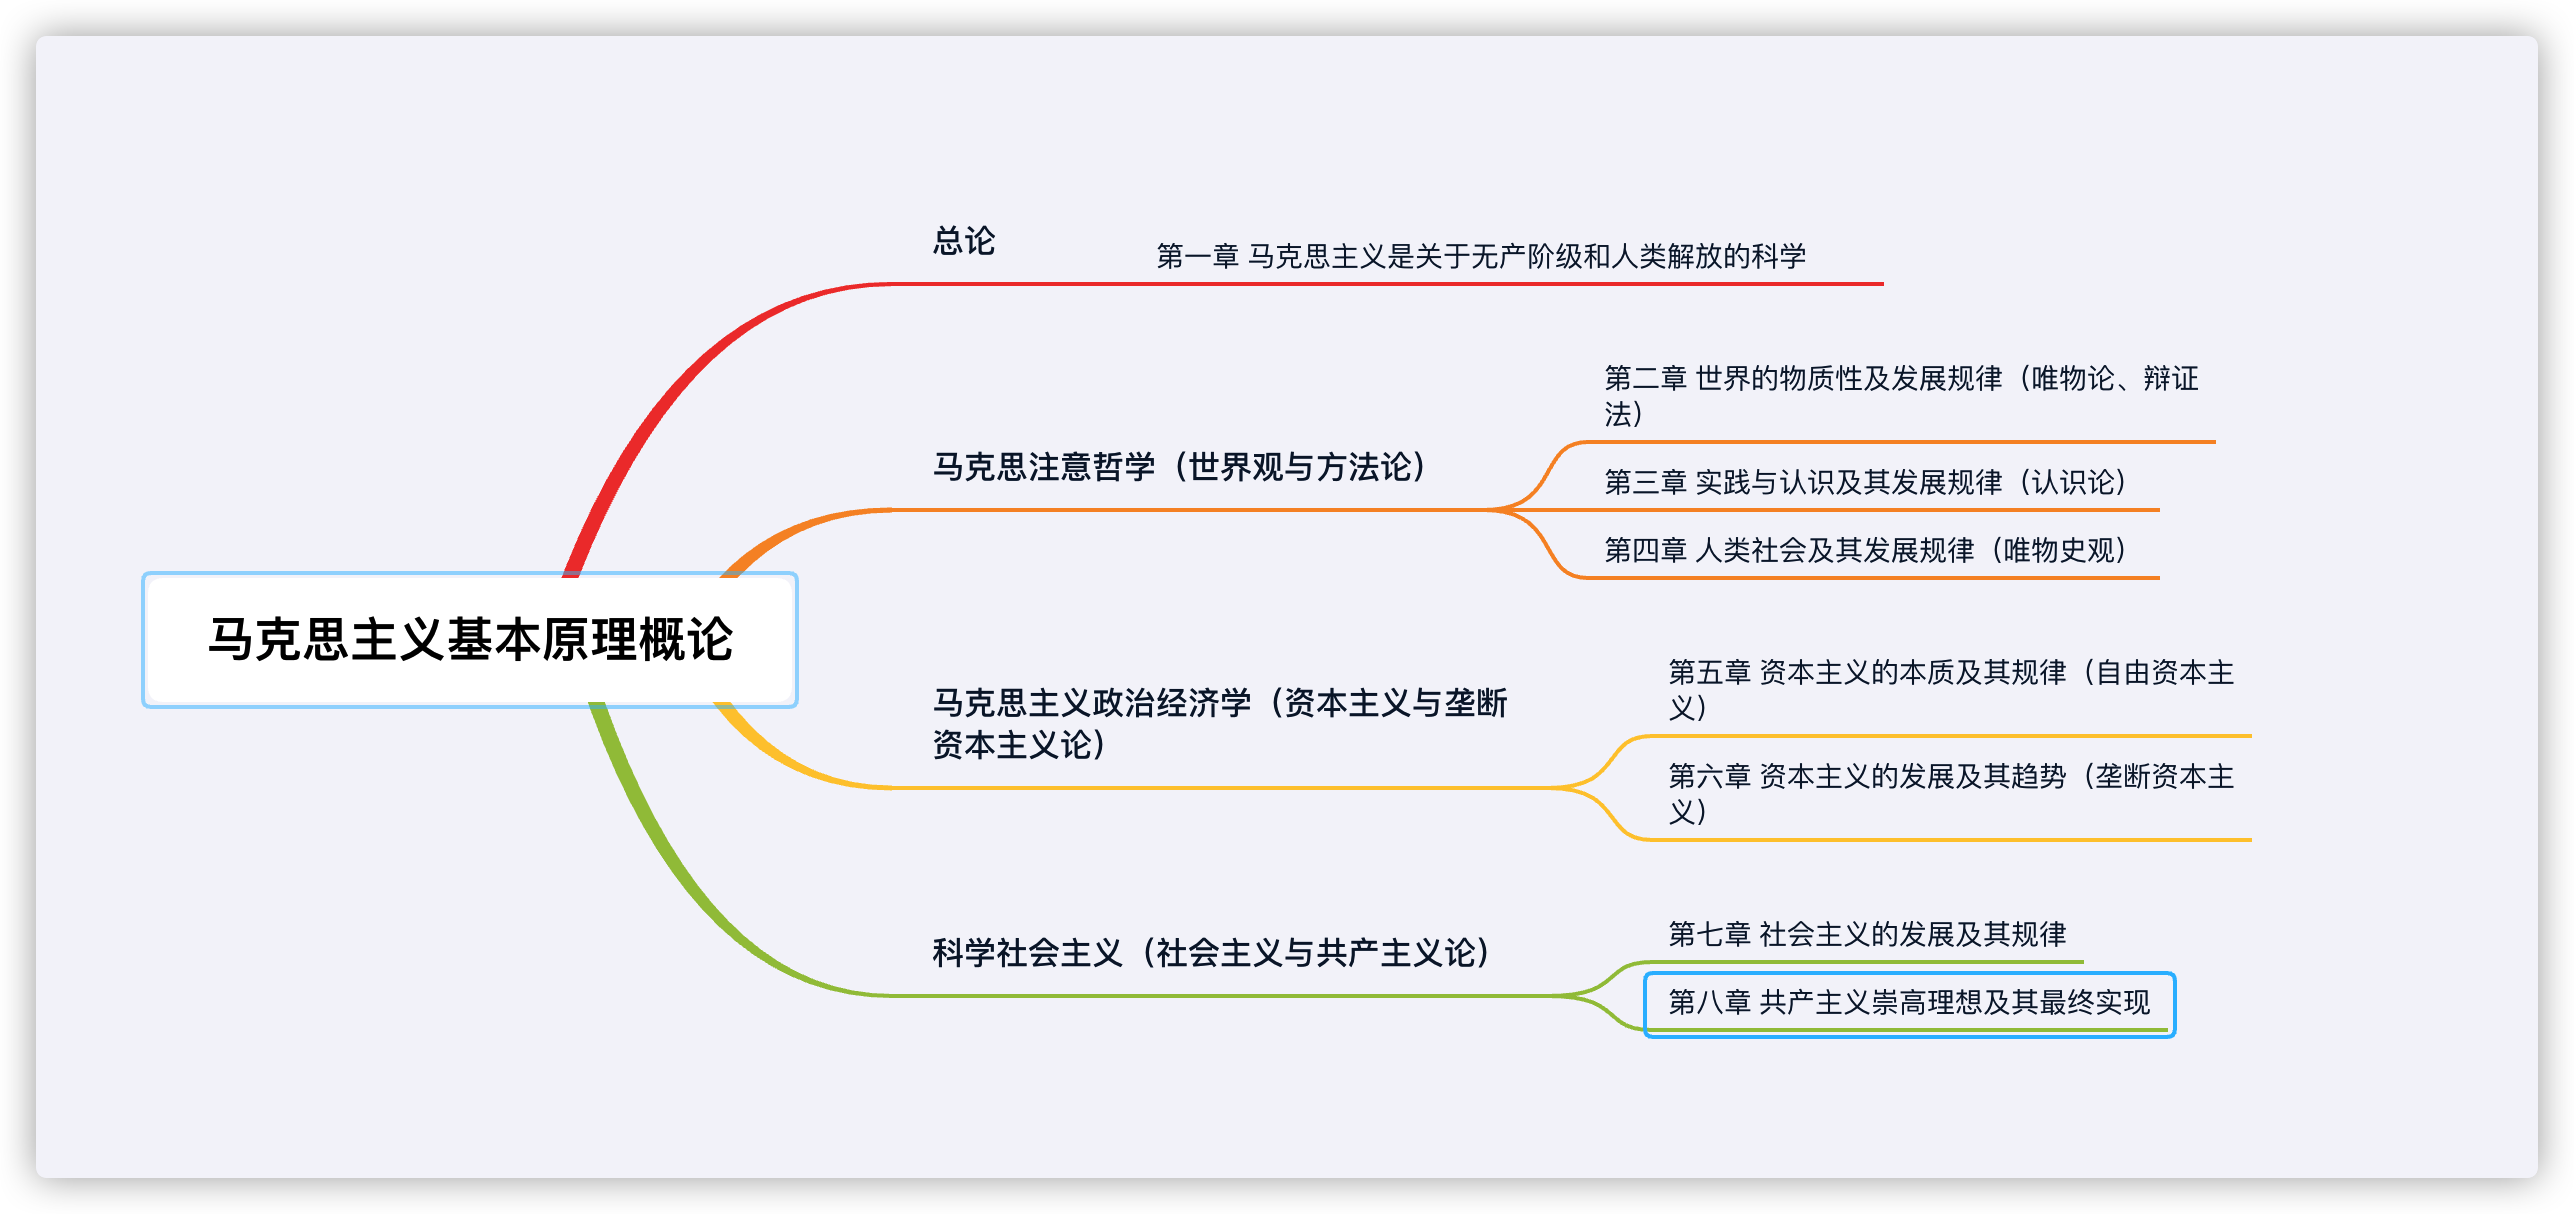 总论
第一章 马克思主义是关于无产阶级和人类解放的科学
马克思注意哲学（世界观与方法论）
第二章 世界的物质性及发展规律（唯物论、辩证
法）
第三章 实践与认识及其发展规律（认识论）
第四章 人类社会及其发展规律（唯物史观）
马克思主义基本原理概论
马克思主义政治经济学（资本主义与垄断
资本主义论）
第五章 资本主义的本质及其规律（自由资本主
义）
第六章 资本主义的发展及其趋势（垄断资本主
义）
科学社会主义（社会主义与共产主义论）
第七章 社会主义的发展及其规律
第八章 共产主义崇高理想及其最终实现